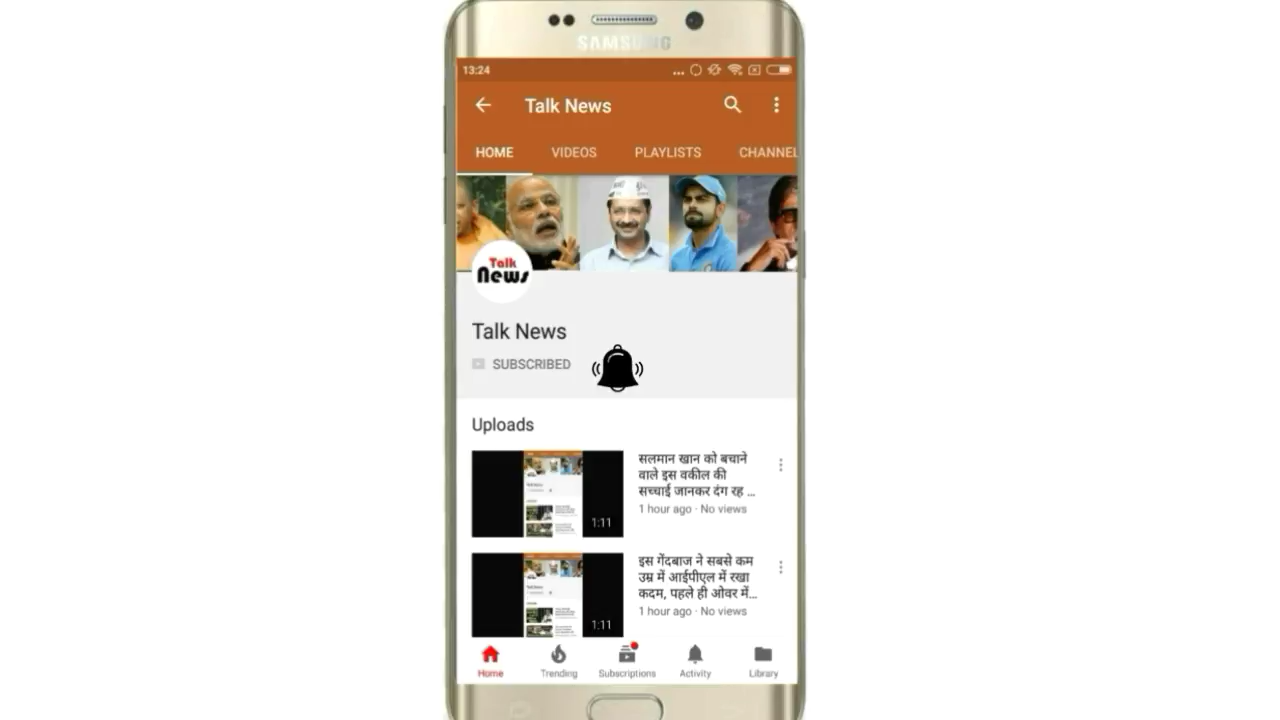 SAMSUNG
13:24
Talk News
HOME VIDEOS PLAYLISTS CHANNEL
Talk
News
Talk News
SUBSCRIBED
Uploads
सलमान खान को बचाने
वाले इस वकील की
सच्चाई जानकर दंग रह ...
1 hour ago · No views
1:11
इस गेंदबाज ने सबसे कम
उम्र में आईपीएल में रखा
कदम, पहले ही ओवर में...
1 hour ago · No views
1:11
Home Trending Subscriptions Activity Library